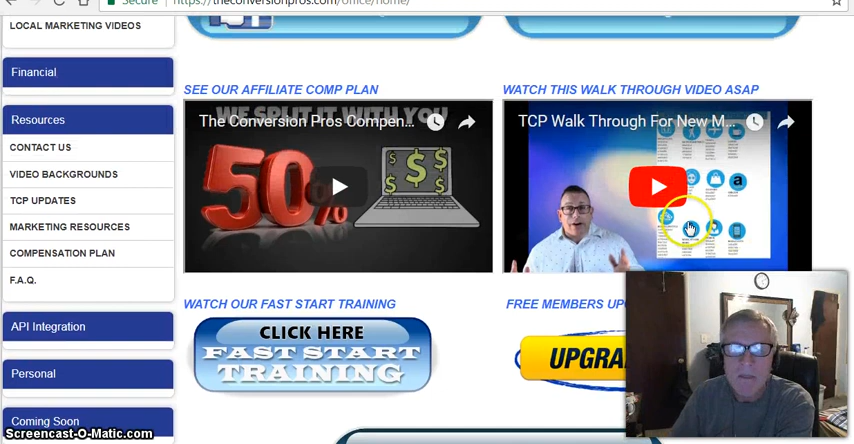 Secure
https://theconversionpros.com/office/home/
LOCAL MARKETING VIDEOS
Financial
Resources
CONTACT US
VIDEO BACKGROUNDS
TCP UPDATES
MARKETING RESOURCES
COMPENSATION PLAN
F.A.Q.
API Integration
Personal
Coming Soon
SEE OUR AFFILIATE COMP PLAN
WATCH THIS WALK THROUGH VIDEO ASAP
WE SPLIT IT WITH YOU
The Conversion Pros Compen...
50%
$ $ $ $ $
TCP Walk Through For New M...
a
WATCH OUR FAST START TRAINING
FREE MEMBERS
CLICK HERE
FAST START
TRAINING
Screencast-O-Matic.com